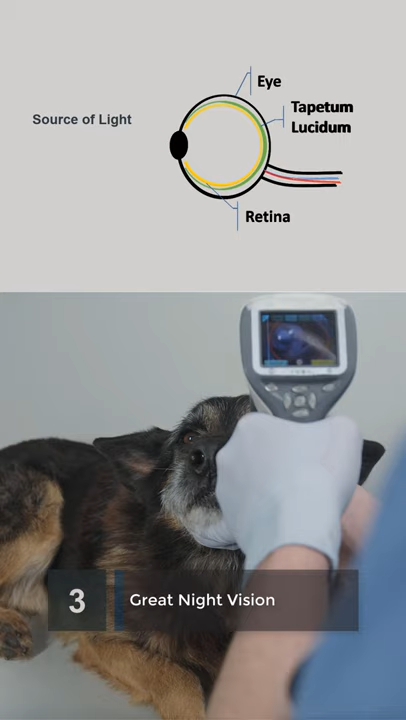 Eye
Source of Light
Tapetum
Lucidum
Retina
3
Great Night Vision